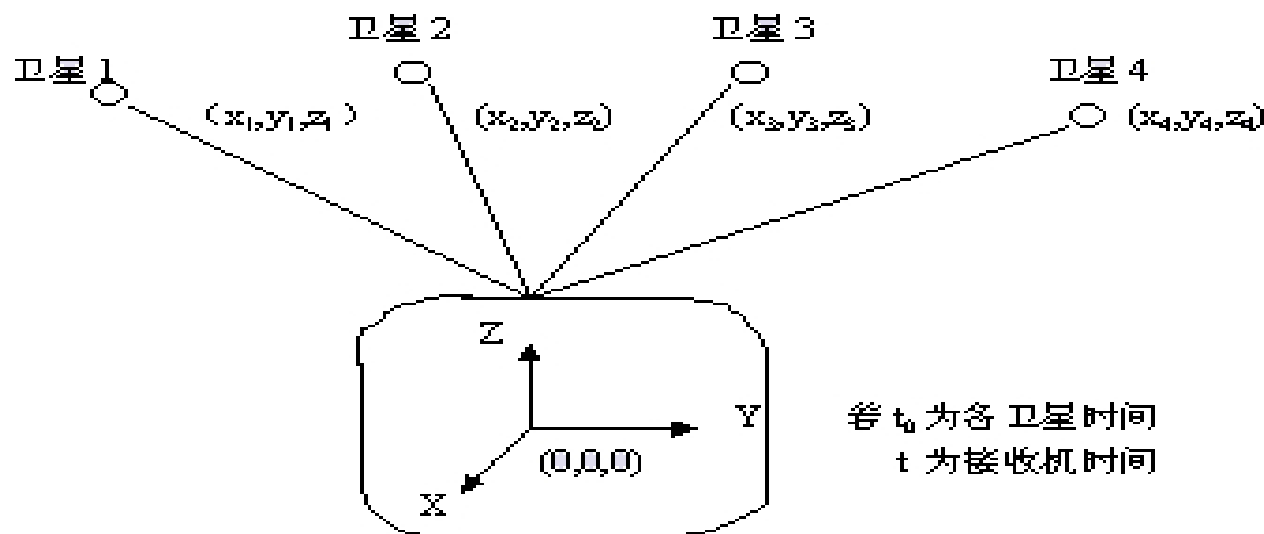 卫星 1
卫星 2
卫星 3
卫星 4
(x₁,y₁,z₁)
(x₂,y₂,z₂)
(x₃,y₃,z₃)
(x₄,y₄,z₄)
Z
Y
(0,0,0)
X
t₀ 为各卫星时间
t 为接收机时间